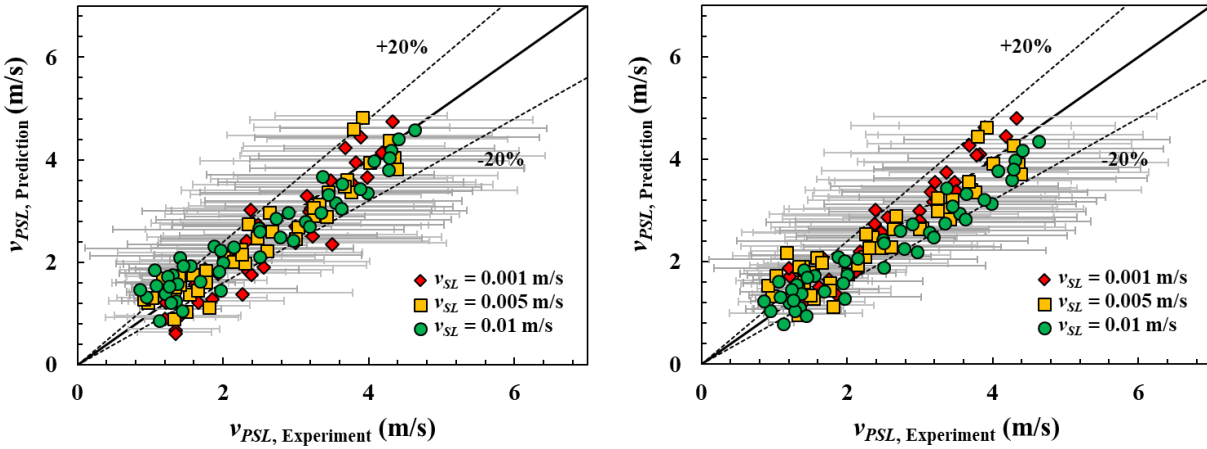 +20%
-20%
6
4
2
0
0 2 4 6
v_PSL, Prediction (m/s)
v_SL = 0.001 m/s
v_SL = 0.005 m/s
v_SL = 0.01 m/s
v_PSL, Experiment (m/s)
+20%
-20%
6
4
2
0
0 2 4 6
v_PSL, Prediction (m/s)
v_SL = 0.001 m/s
v_SL = 0.005 m/s
v_SL = 0.01 m/s
v_PSL, Experiment (m/s)